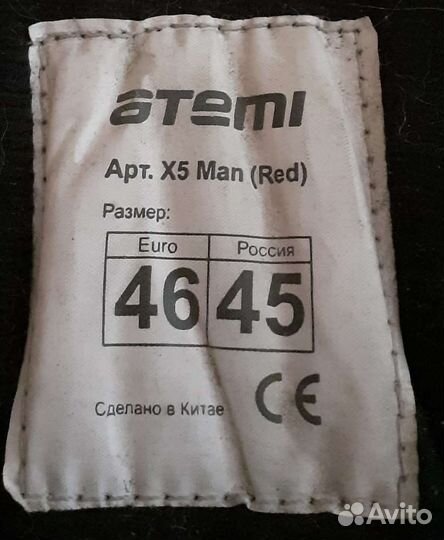 atemi
Арт. X5 Man (Red)
Размер:
Euro Россия
46 45
Сделано в Китае CE
Avito